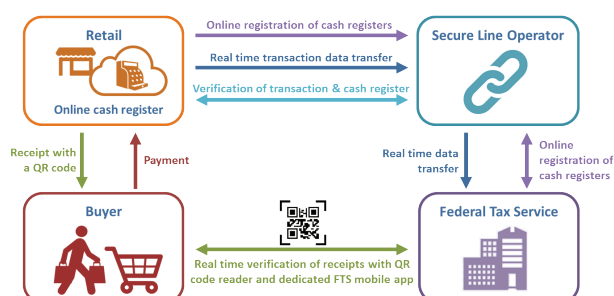 Retail
Online cash register
Online registration of cash registers
Real time transaction data transfer
Verification of transaction & cash register
Secure Line Operator
Receipt with
a QR code
Payment
Real time data
transfer
Online
registration of
cash registers
Buyer
Real time verification of receipts with QR
code reader and dedicated FTS mobile app
Federal Tax Service